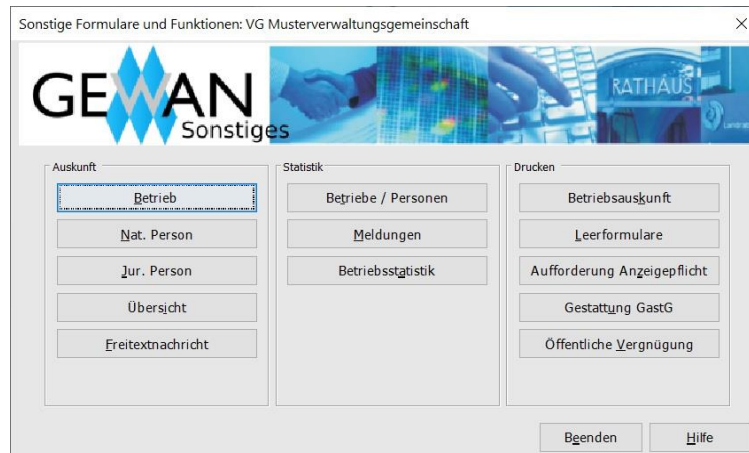 Sonstige Formulare und Funktionen: VG Musterverwaltungsgemeinschaft
GEWAN
Sonstiges
RATHAUS
Auskunft
Betrieb
Nat. Person
Jur. Person
Übersicht
Freitextnachricht
Statistik
Betriebe / Personen
Meldungen
Betriebsstatistik
Drucken
Betriebsauskunft
Leerformulare
Aufforderung Anzeigepflicht
Gestattung GastG
Öffentliche Vergnügung
Beenden
Hilfe